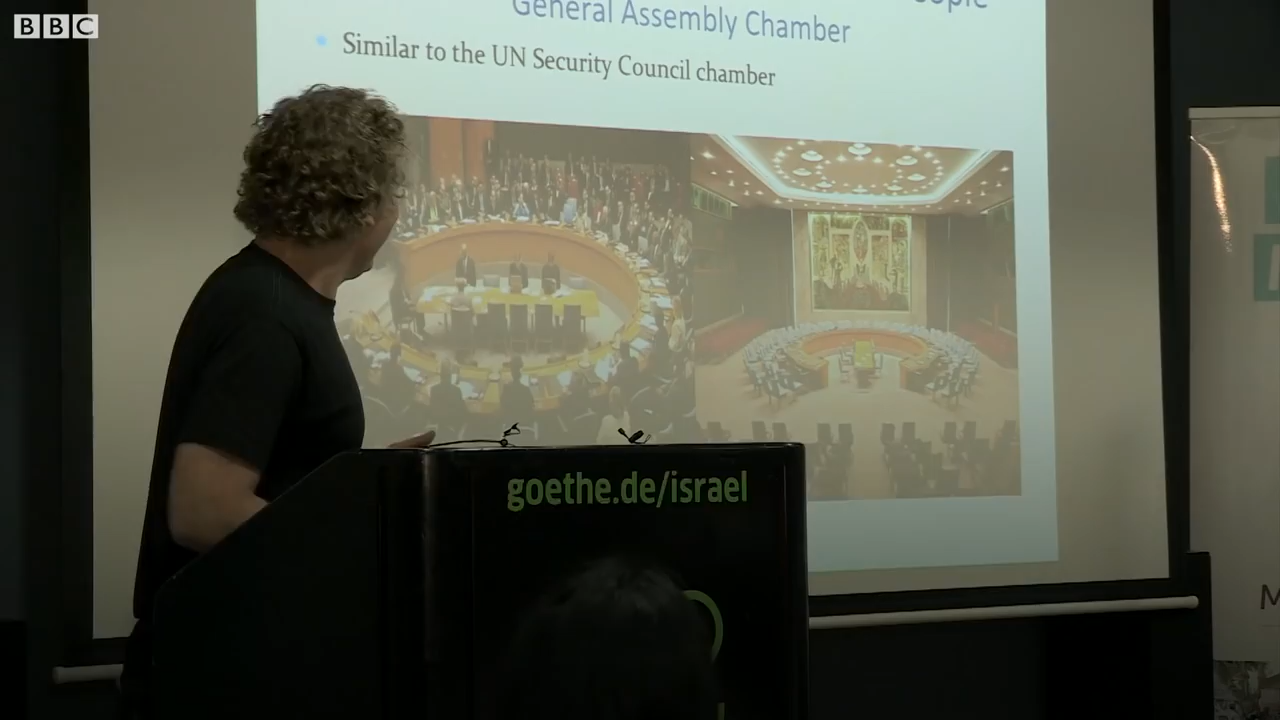 BBC
General Assembly Chamber
Similar to the UN Security Council chamber
goethe.de/israel
M